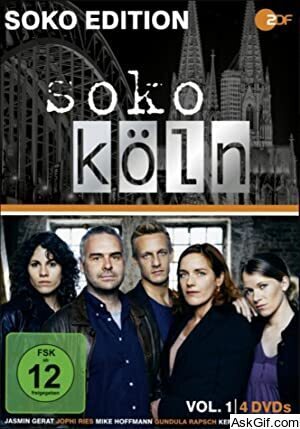 SOKO EDITION
ZDF
soko
köln
FSK
ab
12
freigegeben
VOL. 1 | 4 DVDs
JASMIN GERAT JOPHI RIES MIKE HOFFMANN GUNDULA RAPSCH
AskGif.com